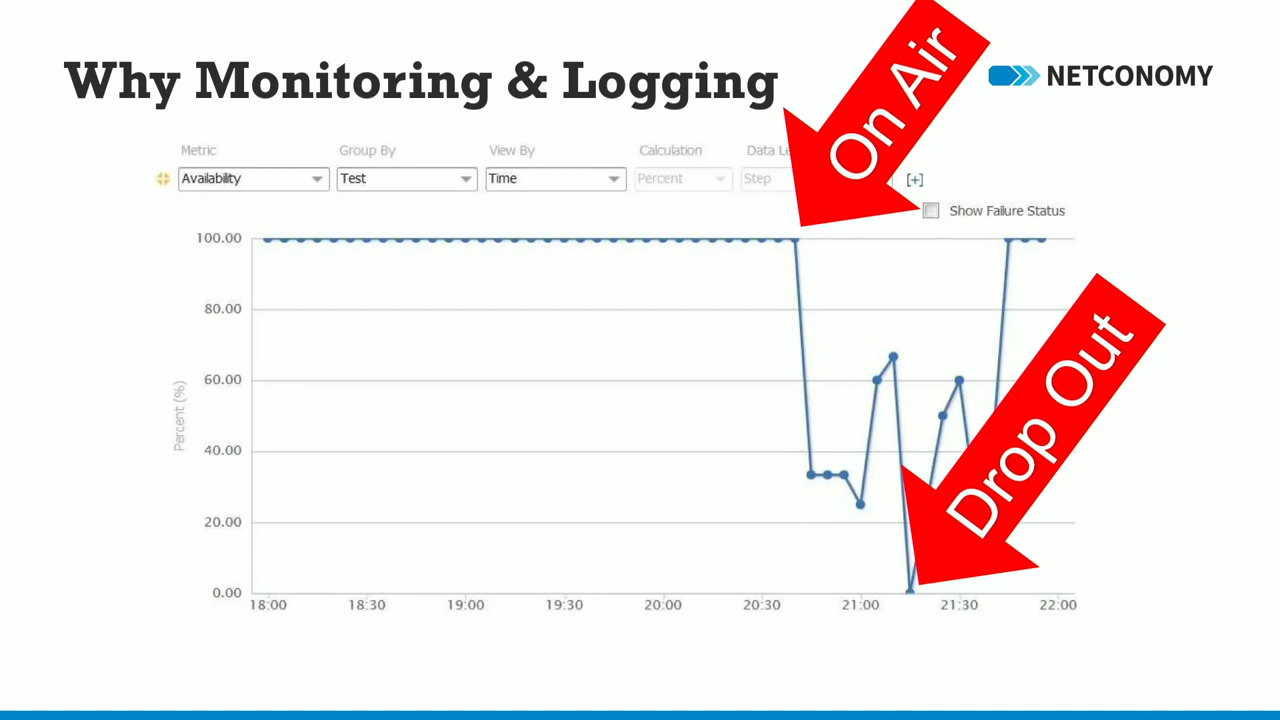 Why Monitoring & Logging
NETCONOMY
On Air
Metric Group By View By Calculation
Availability Test Time Percent Step [+]
Show Failure Status
100.00
80.00
60.00
40.00
20.00
0.00
Percent (%)
Drop Out
18:00 18:30 19:00 19:30 20:00 20:30 21:00 21:30 22:00